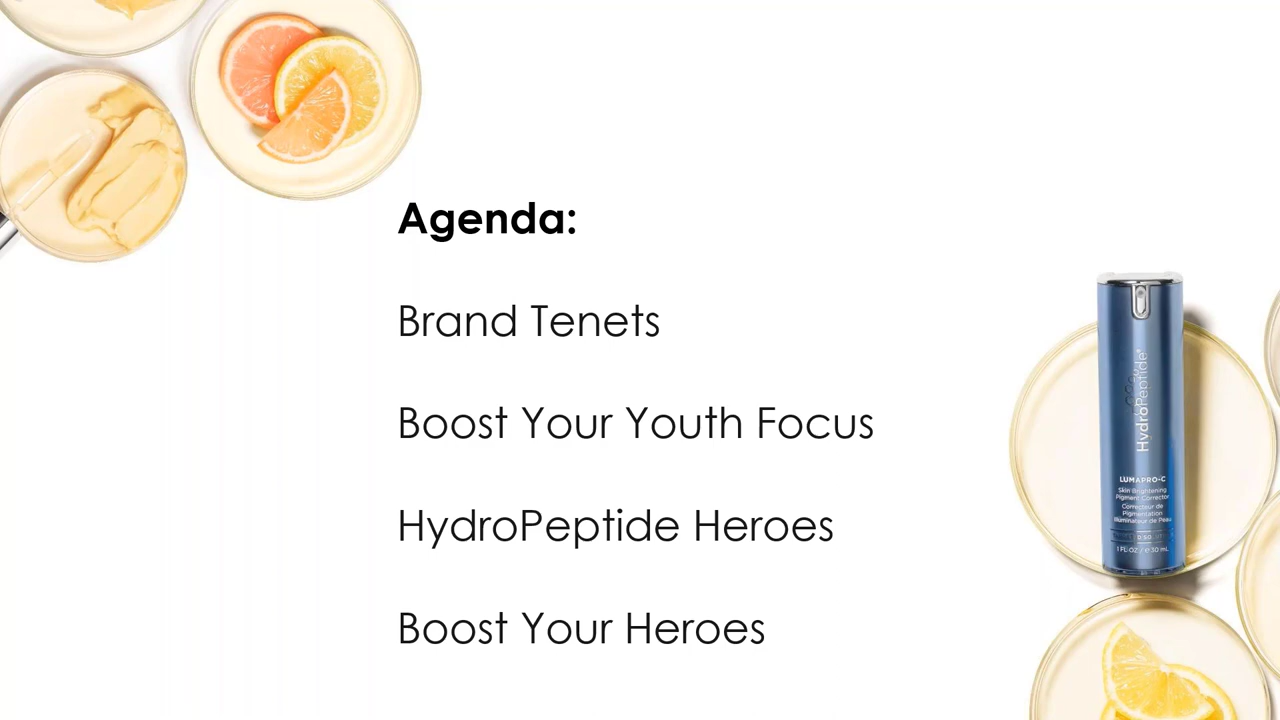 Agenda:
Brand Tenets
Boost Your Youth Focus
HydroPeptide Heroes
Boost Your Heroes
HydroPeptide®
LUMAPRO-C
Skin Brightening
Pigment Corrector
Correcteur de
Pigmentation
Illuminateur de Peau
1 FL OZ / e 30 mL